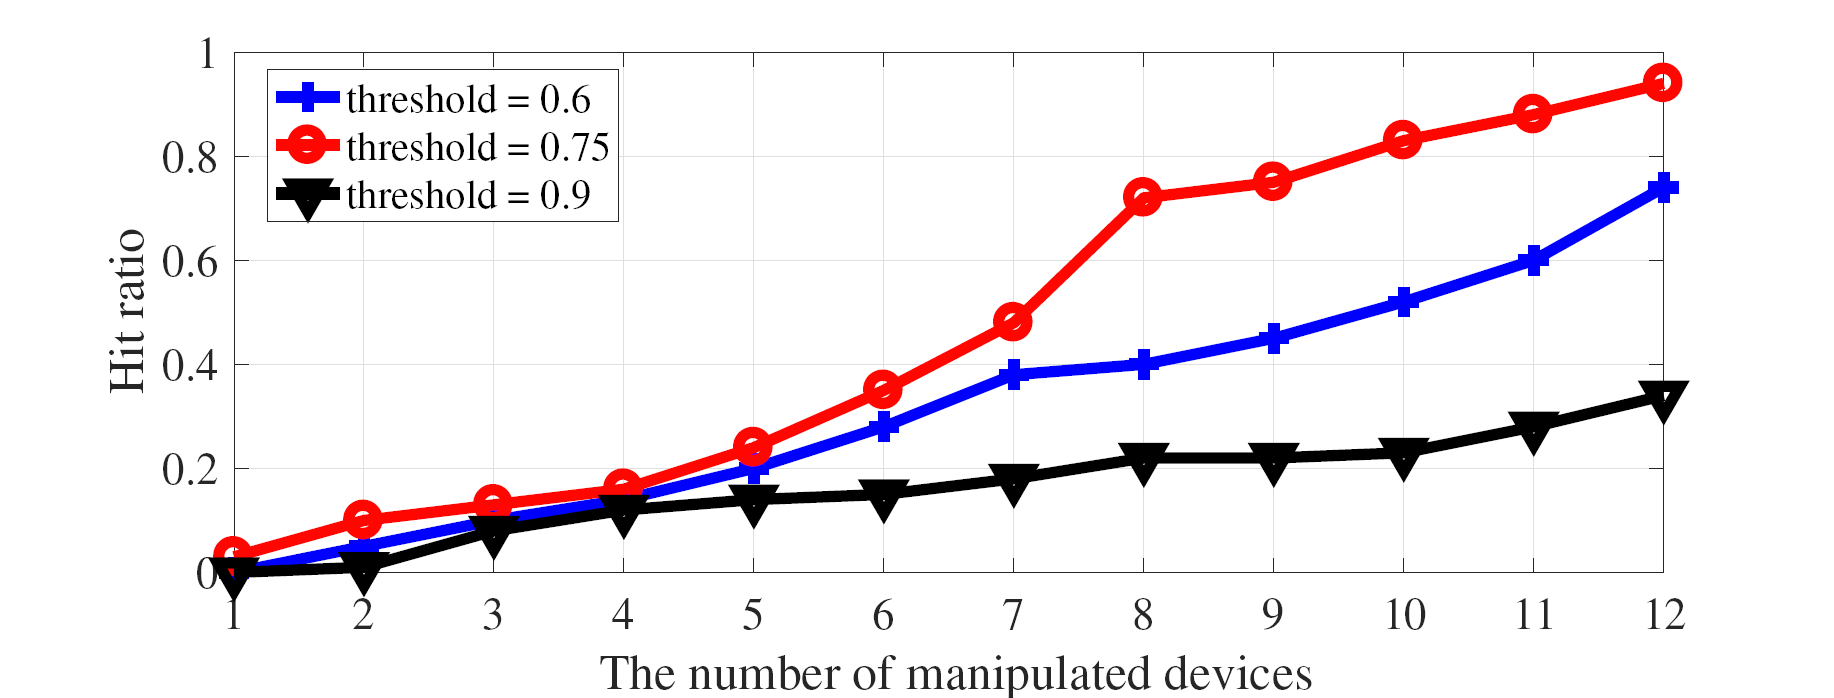 1
0.8
0.6
0.4
0.2
0
Hit ratio
threshold = 0.6
threshold = 0.75
threshold = 0.9
1 2 3 4 5 6 7 8 9 10 11 12
The number of manipulated devices